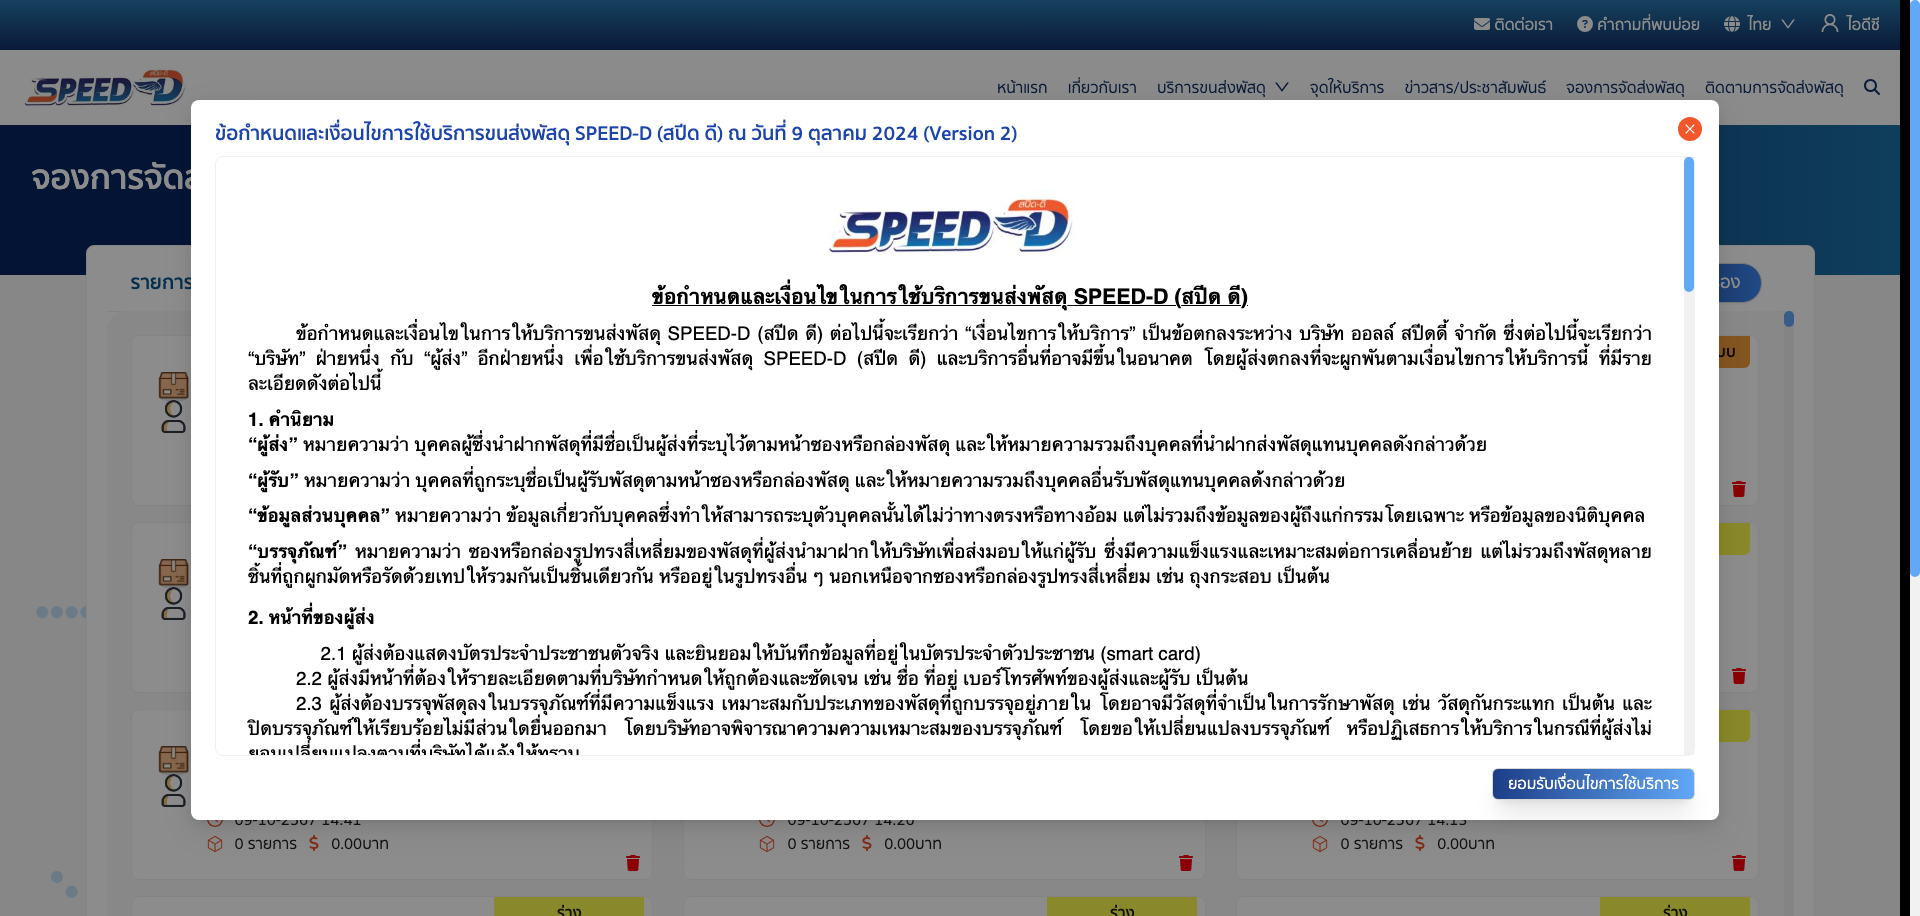 ติดต่อเรา คำถามที่พบบ่อย ไทย ไอดีซี
SPEED-D สปีด-ดี
หน้าแรก เกี่ยวกับเรา บริการขนส่งพัสดุ จุดให้บริการ ข่าวสาร/ประชาสัมพันธ์ จองการจัดส่งพัสดุ ติดตามการจัดส่งพัสดุ
จองการจัดส
รายการ
ข้อกำหนดและเงื่อนไขการใช้บริการขนส่งพัสดุ SPEED-D (สปีด ดี) ณ วันที่ 9 ตุลาคม 2024 (Version 2)
SPEED-D สปีด-ดี
ข้อกำหนดและเงื่อนไขในการใช้บริการขนส่งพัสดุ SPEED-D (สปีด ดี)
ข้อกำหนดและเงื่อนไขในการให้บริการขนส่งพัสดุ SPEED-D (สปีด ดี) ต่อไปนี้จะเรียกว่า “เงื่อนไขการให้บริการ” เป็นข้อตกลงระหว่าง บริษัท ออลล์ สปีดดี้ จำกัด ซึ่งต่อไปนี้จะเรียกว่า
“บริษัท” ฝ่ายหนึ่ง กับ “ผู้ส่ง” อีกฝ่ายหนึ่ง เพื่อใช้บริการขนส่งพัสดุ SPEED-D (สปีด ดี) และบริการอื่นที่อาจมีขึ้นในอนาคต โดยผู้ส่งตกลงที่จะผูกพันตามเงื่อนไขการให้บริการนี้ ที่มีราย
ละเอียดดังต่อไปนี้
1. คำนิยาม
“ผู้ส่ง” หมายความว่า บุคคลผู้ซึ่งนำฝากพัสดุที่มีชื่อเป็นผู้ส่งที่ระบุไว้ตามหน้าซองหรือกล่องพัสดุ และให้หมายความรวมถึงบุคคลที่นำฝากส่งพัสดุแทนบุคคลดังกล่าวด้วย
“ผู้รับ” หมายความว่า บุคคลที่ถูกระบุชื่อเป็นผู้รับพัสดุตามหน้าซองหรือกล่องพัสดุ และให้หมายความรวมถึงบุคคลอื่นรับพัสดุแทนบุคคลดังกล่าวด้วย
“ข้อมูลส่วนบุคคล” หมายความว่า ข้อมูลเกี่ยวกับบุคคลซึ่งทำให้สามารถระบุตัวบุคคลนั้นได้ไม่ว่าทางตรงหรือทางอ้อม แต่ไม่รวมถึงข้อมูลของผู้ถึงแก่กรรมโดยเฉพาะ หรือข้อมูลของนิติบุคคล
“บรรจุภัณฑ์” หมายความว่า ซองหรือกล่องรูปทรงสี่เหลี่ยมของพัสดุที่ผู้ส่งนำมาฝากให้บริษัทเพื่อส่งมอบให้แก่ผู้รับ ซึ่งมีความแข็งแรงและเหมาะสมต่อการเคลื่อนย้าย แต่ไม่รวมถึงพัสดุหลาย
ชิ้นที่ถูกผูกมัดหรือรัดด้วยเทปให้รวมกันเป็นชิ้นเดียวกัน หรืออยู่ในรูปทรงอื่น ๆ นอกเหนือจากซองหรือกล่องรูปทรงสี่เหลี่ยม เช่น ถุงกระสอบ เป็นต้น
2. หน้าที่ของผู้ส่ง
2.1 ผู้ส่งต้องแสดงบัตรประจำประชาชนตัวจริง และยินยอมให้บันทึกข้อมูลที่อยู่ในบัตรประจำตัวประชาชน (smart card)
2.2 ผู้ส่งมีหน้าที่ต้องให้รายละเอียดตามที่บริษัทกำหนดให้ถูกต้องและชัดเจน เช่น ชื่อ ที่อยู่ เบอร์โทรศัพท์ของผู้ส่งและผู้รับ เป็นต้น
2.3 ผู้ส่งต้องบรรจุพัสดุลงในบรรจุภัณฑ์ที่มีความแข็งแรง เหมาะสมกับประเภทของพัสดุที่ถูกบรรจุอยู่ภายใน โดยอาจมีวัสดุที่จำเป็นในการรักษาพัสดุ เช่น วัสดุกันกระแทก เป็นต้น และ
ปิดบรรจุภัณฑ์ให้เรียบร้อยไม่มีส่วนใดยื่นออกมา โดยบริษัทอาจพิจารณาความความเหมาะสมของบรรจุภัณฑ์ โดยขอให้เปลี่ยนแปลงบรรจุภัณฑ์ หรือปฏิเสธการให้บริการในกรณีที่ผู้ส่งไม่
ยอมเปลี่ยนแปลงตามที่บริษัทได้แจ้งให้ทราบ
ยอมรับเงื่อนไขการใช้บริการ
09-10-2567 14:41 09-10-2567 14:20 09-10-2567 14:13
0 รายการ 0.00บาท 0 รายการ 0.00บาท 0 รายการ 0.00บาท
ร่าง ร่าง ร่าง